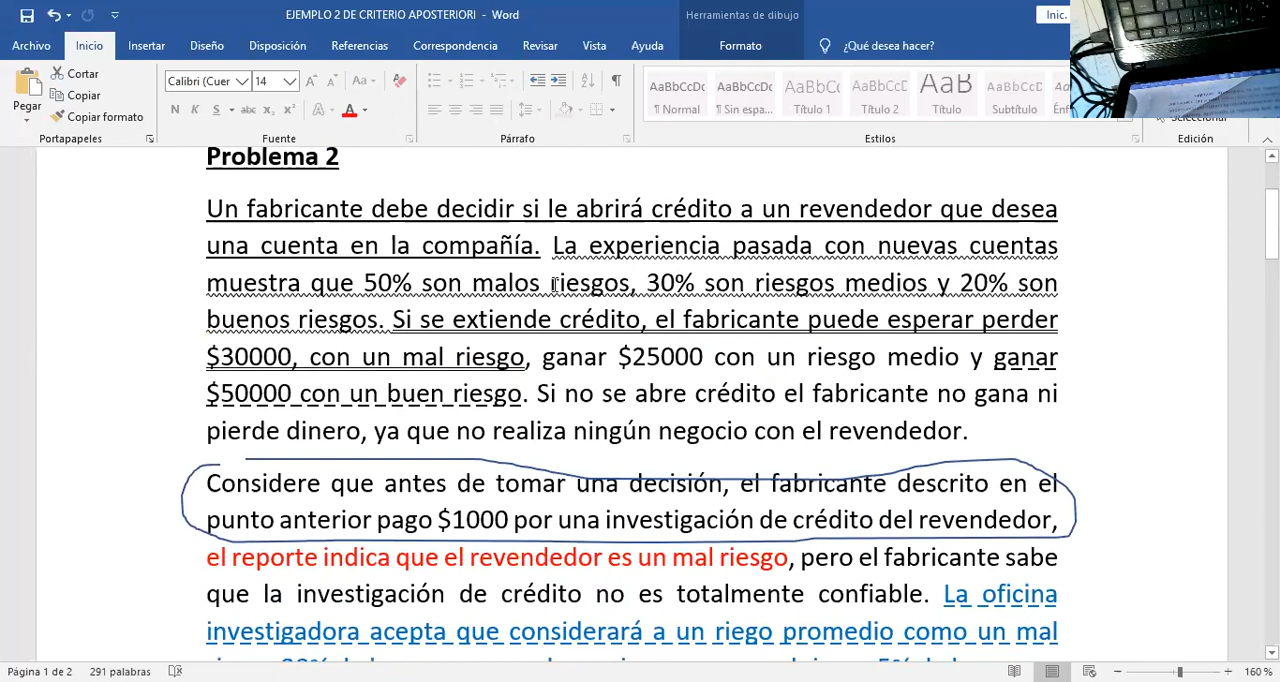 EJEMPLO 2 DE CRITERIO APOSTERIORI - Word
Herramientas de dibujo
Inic.
Archivo Inicio Insertar Diseño Disposición Referencias Correspondencia Revisar Vista Ayuda Formato ¿Qué desea hacer?
Pegar
Cortar
Copiar
Copiar formato
Portapapeles
Calibri (Cuer 14
Aa
N K S abc x₂ x² A A
Fuente
Párrafo
AaBbCcDc AaBbCcDc AaBbCc AaBbCcD AaB AaBbCcD AaBbCcDc
¶ Normal ¶ Sin espa... Título 1 Título 2 Título Subtítulo
Estilos
Edición
Problema 2
Un fabricante debe decidir si le abrirá crédito a un revendedor que desea
una cuenta en la compañía. La experiencia pasada con nuevas cuentas
muestra que 50% son malos riesgos, 30% son riesgos medios y 20% son
buenos riesgos. Si se extiende crédito, el fabricante puede esperar perder
$30000, con un mal riesgo, ganar $25000 con un riesgo medio y ganar
$50000 con un buen riesgo. Si no se abre crédito el fabricante no gana ni
pierde dinero, ya que no realiza ningún negocio con el revendedor.
Considere que antes de tomar una decisión, el fabricante descrito en el
punto anterior pago $1000 por una investigación de crédito del revendedor,
el reporte indica que el revendedor es un mal riesgo, pero el fabricante sabe
que la investigación de crédito no es totalmente confiable. La oficina
investigadora acepta que considerará a un riego promedio como un mal
Página 1 de 2 291 palabras 160 %